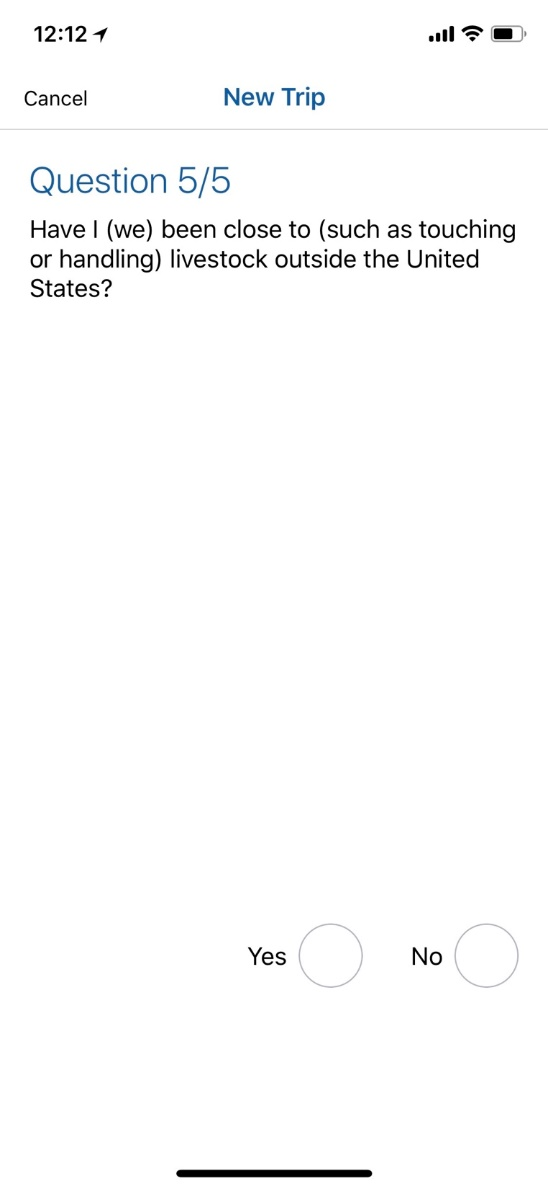 12:12
Cancel
New Trip
Question 5/5
Have I (we) been close to (such as touching
or handling) livestock outside the United
States?
Yes
No